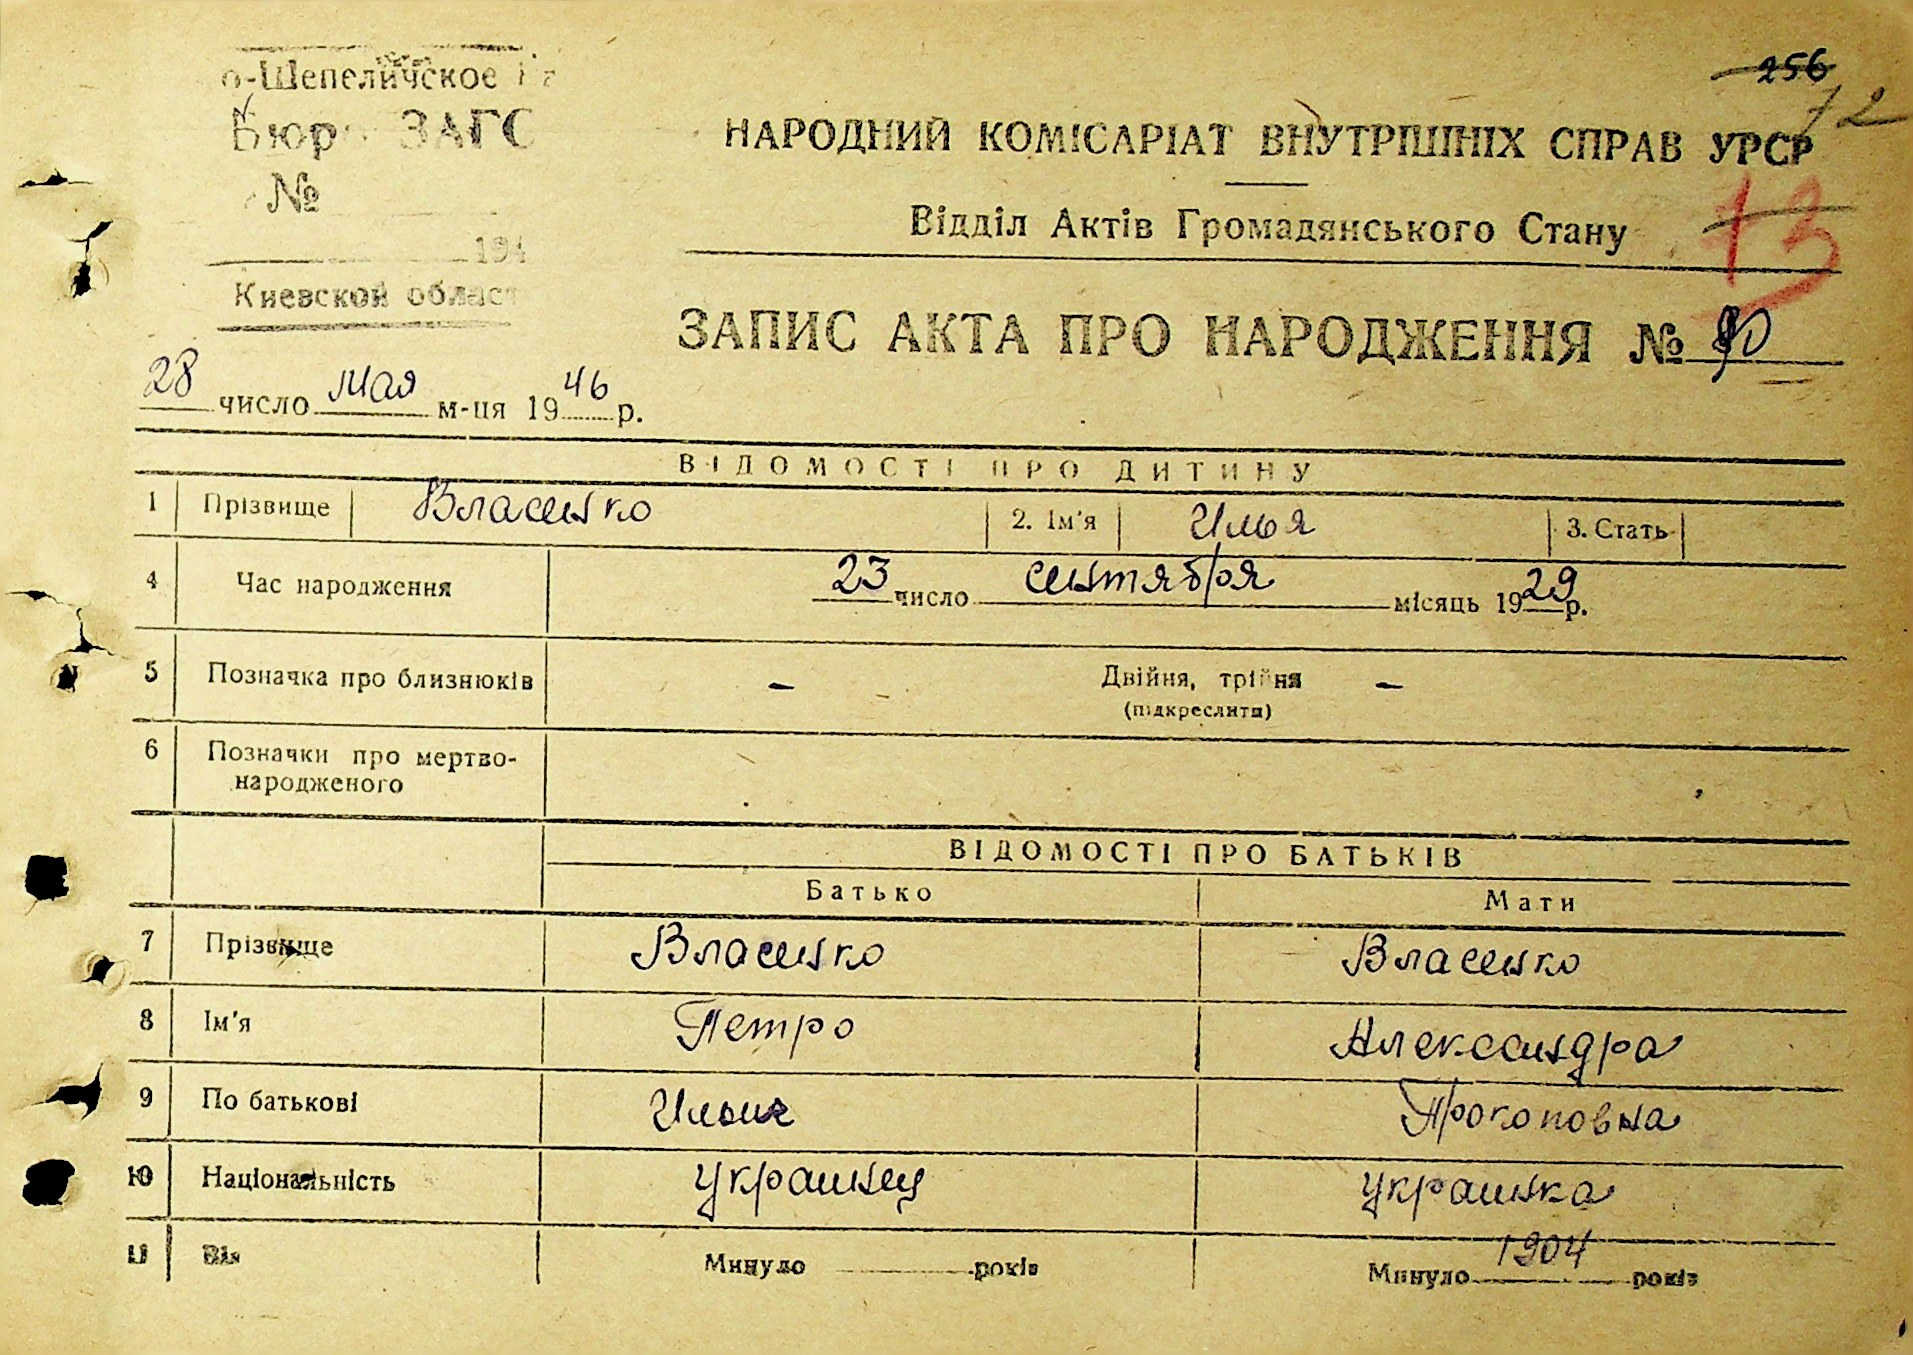 о-Шепеличское
Бюро ЗАГС
№
194
Киевской област
256
72
13
НАРОДНИЙ КОМІСАРІАТ ВНУТРІШНІХ СПРАВ УРСР
Відділ Актів Громадянського Стану
ЗАПИС АКТА ПРО НАРОДЖЕННЯ №
28 число мая м-ця 1946 р.
ВІДОМОСТІ ПРО ДИТИНУ
1 Прізвище Власенко 2. Ім'я Илья 3. Стать
4 Час народження 23 число сентября місяць 1929 р.
5 Позначка про близнюків - Двійня, трійня -
(підкреслити)
6 Позначки про мертво-
народженого
ВІДОМОСТІ ПРО БАТЬКІВ
Батько Мати
7 Прізвище Власенко Власенко
8 Ім'я Петро Александра
9 По батькові Ильич Прокоповна
10 Національність украинец украинка
11 Вік Минуло років Минуло 1904 років